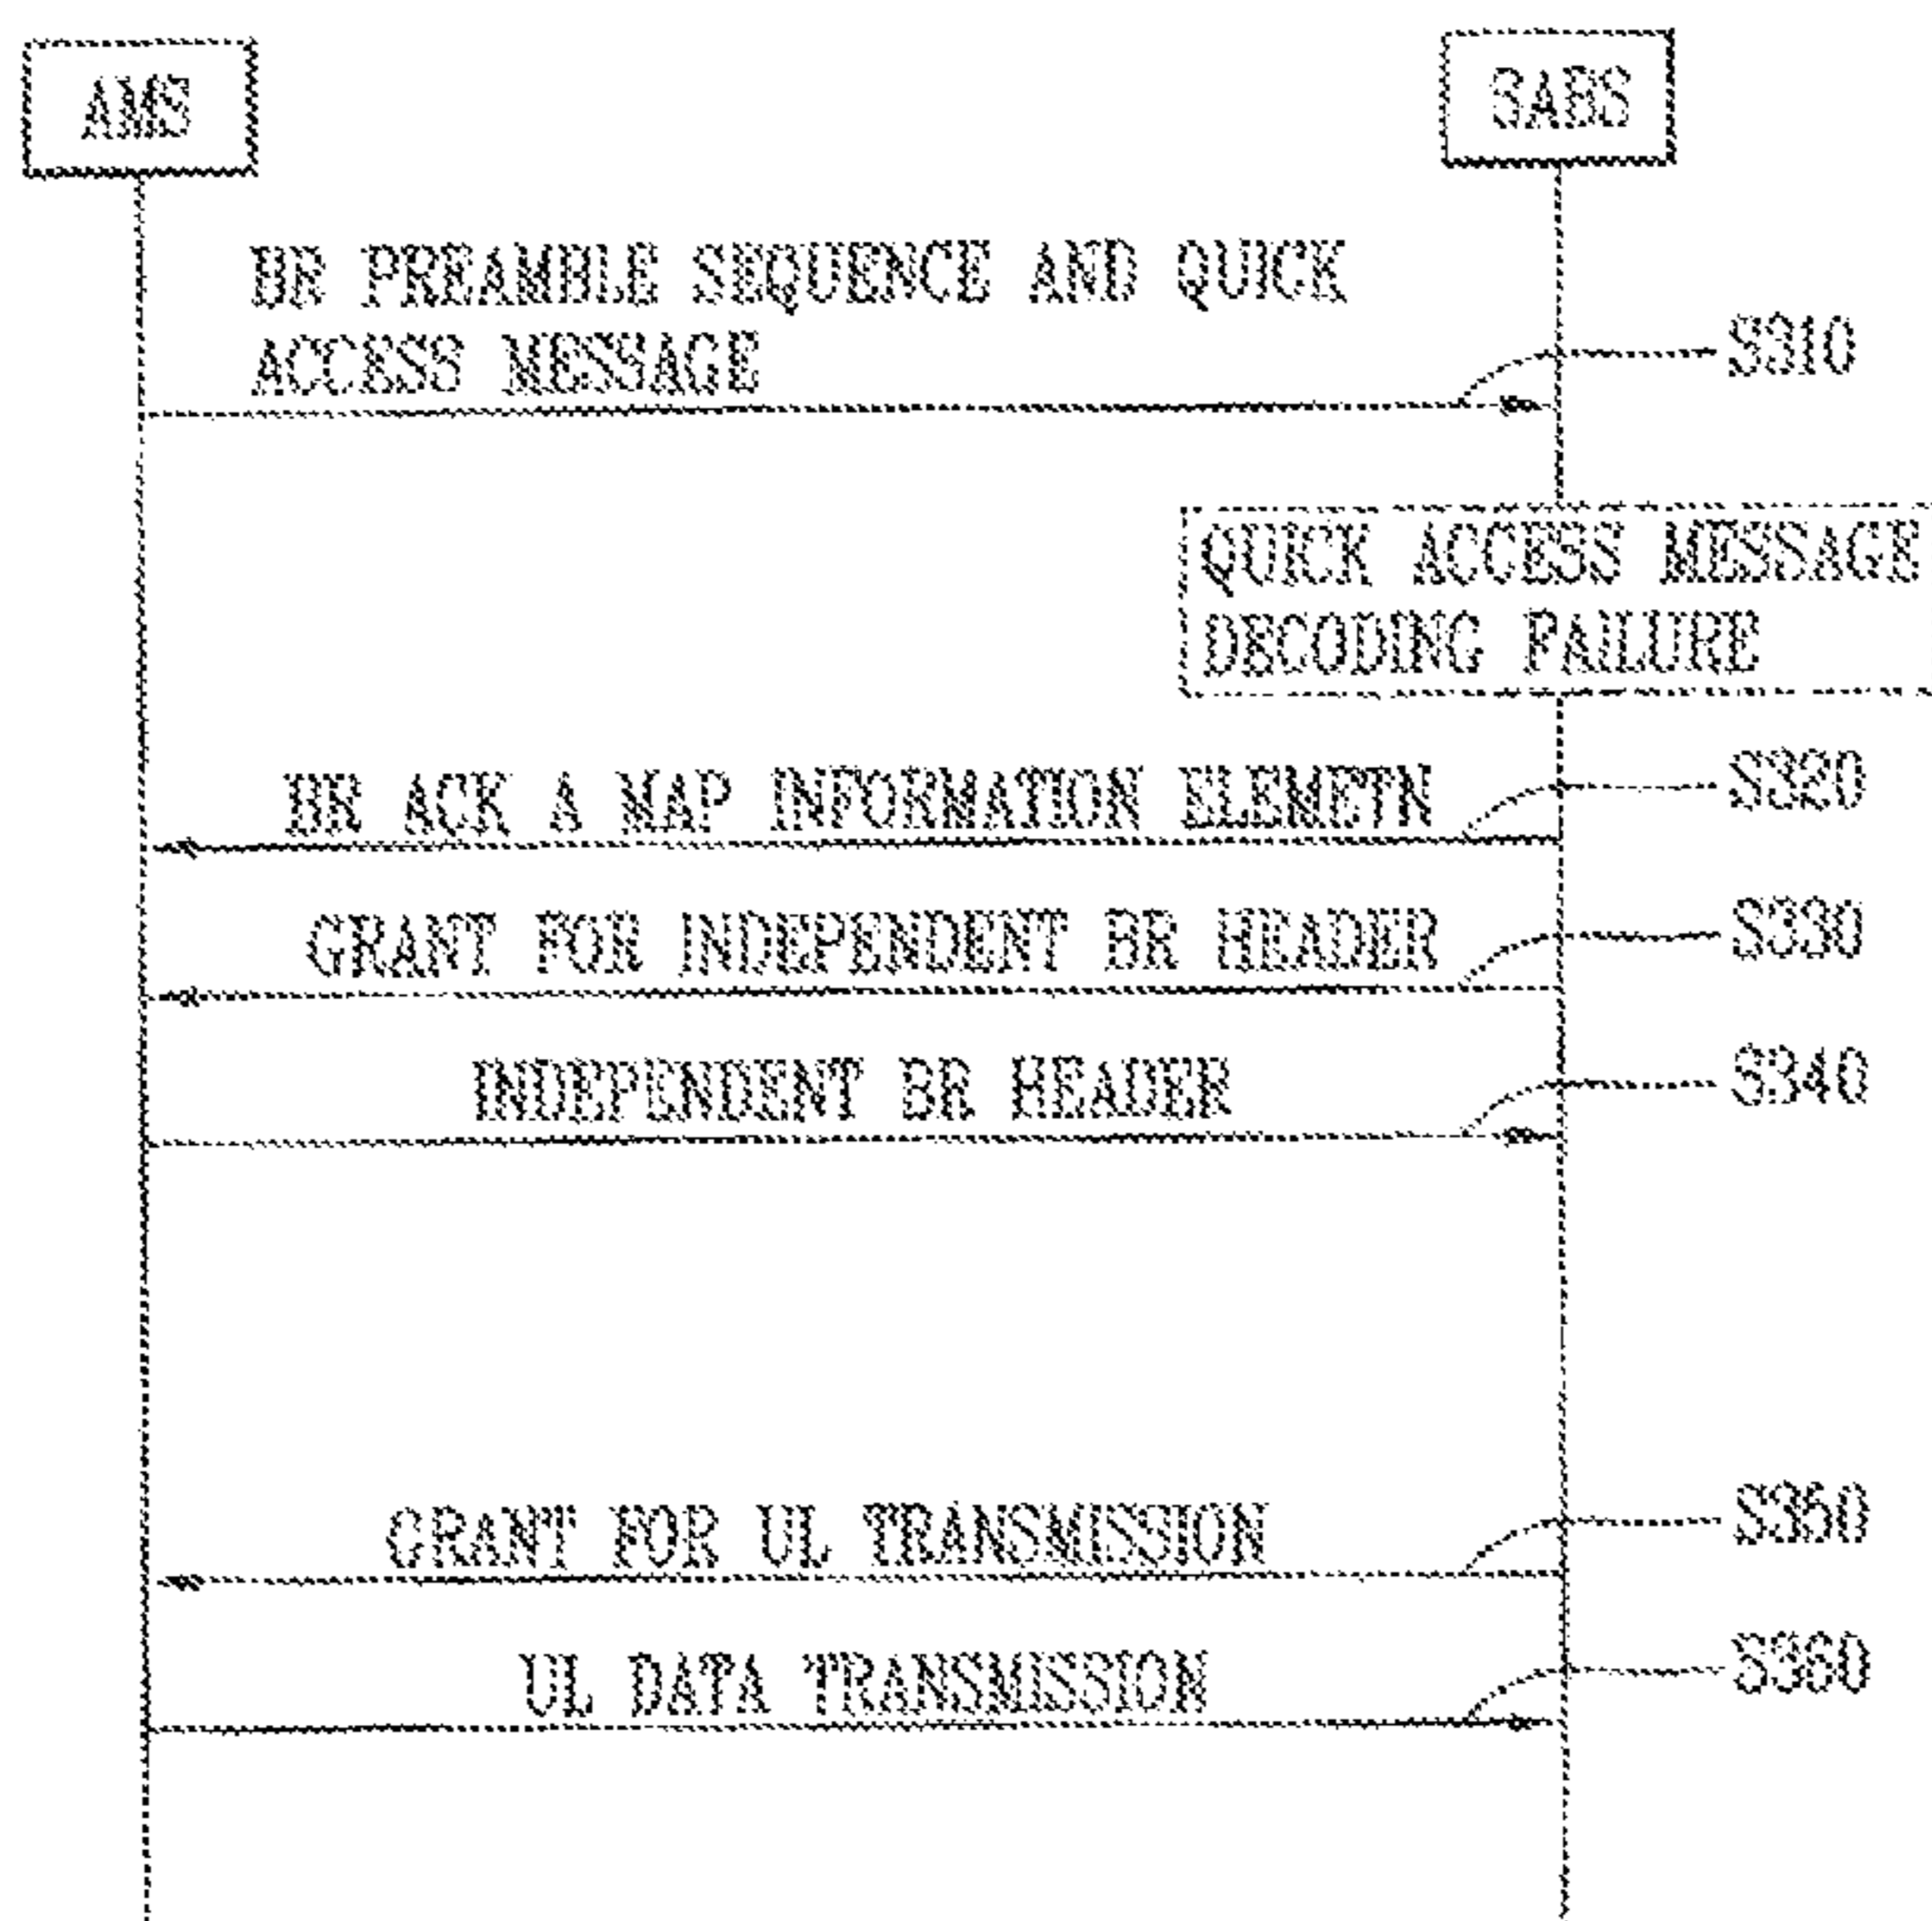 AMS
SABS
BR PREAMBLE SEQUENCE AND QUICK
ACCESS MESSAGE
S310
QUICK ACCESS MESSAGE
DECODING FAILURE
BR ACK A MAP INFORMATION ELEMETN
S320
GRANT FOR INDEPENDENT BR HEADER
S330
INDEPENDENT BR HEADER
S340
GRANT FOR UL TRANSMISSION
S350
UL DATA TRANSMISSION
S360